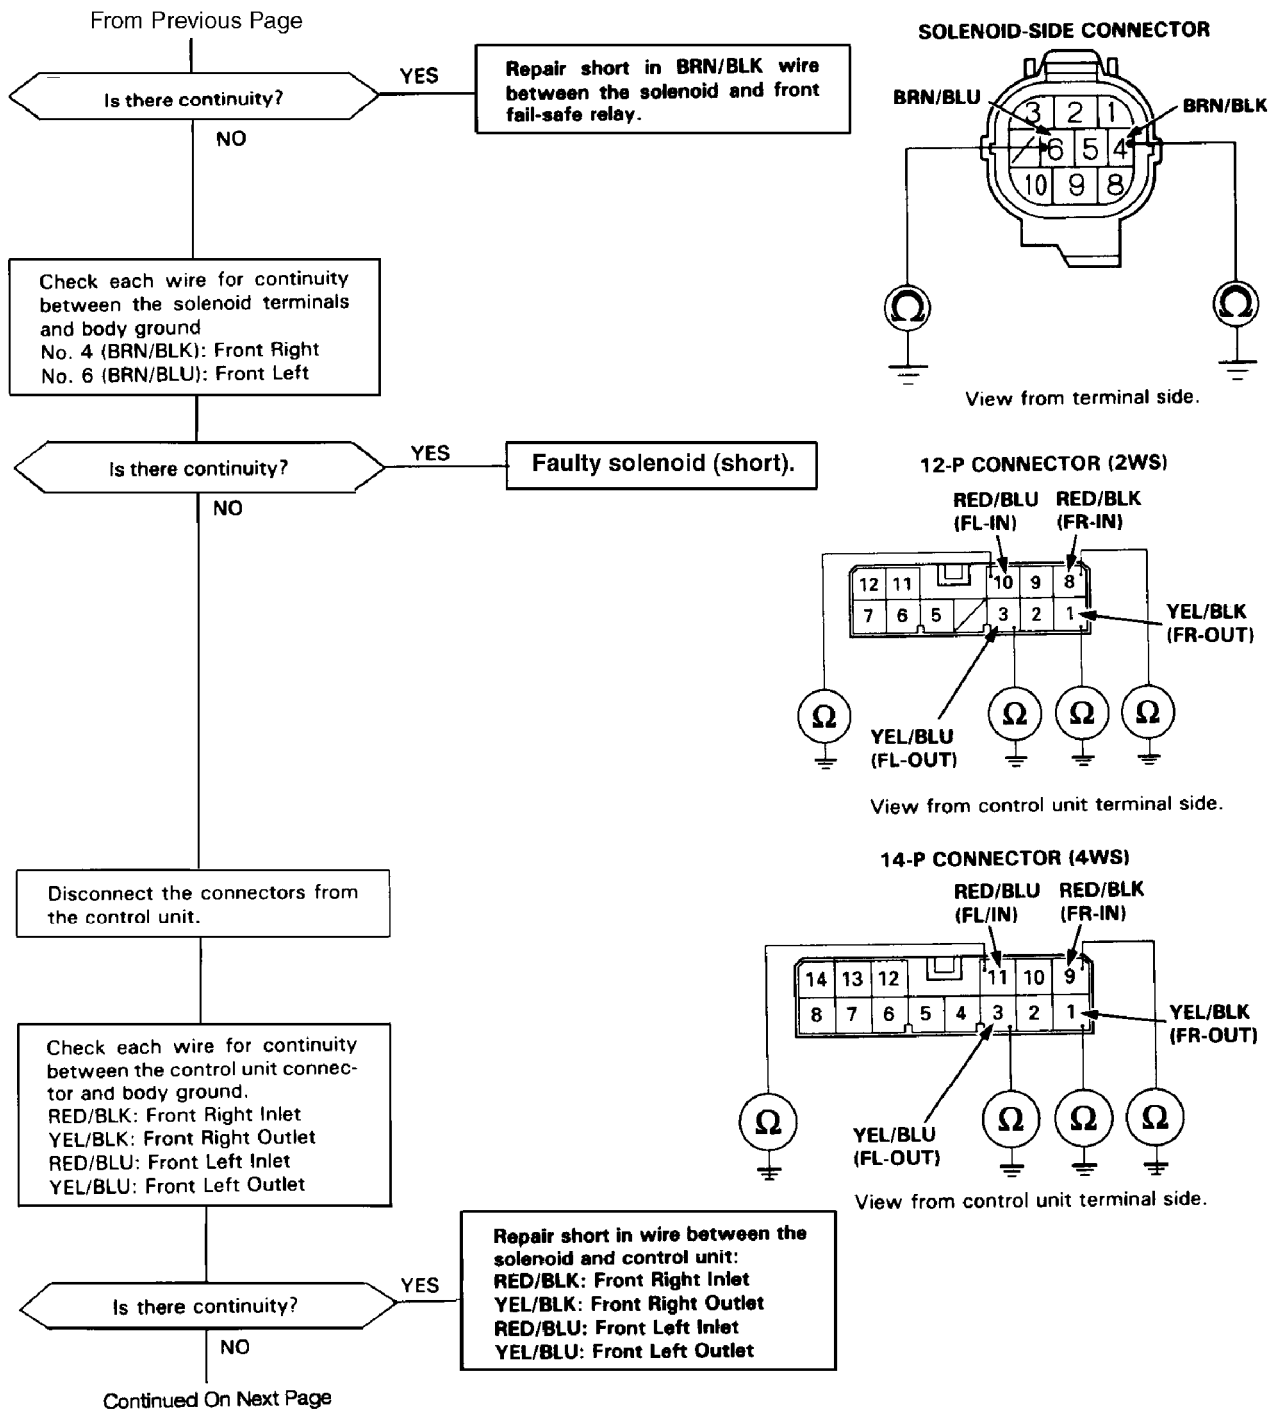 From Previous Page
Is there continuity?
YES
NO
Repair short in BRN/BLK wire
between the solenoid and front
fail-safe relay.
Check each wire for continuity
between the solenoid terminals
and body ground
No. 4 (BRN/BLK): Front Right
No. 6 (BRN/BLU): Front Left
Is there continuity?
YES
NO
Faulty solenoid (short).
Disconnect the connectors from
the control unit.
Check each wire for continuity
between the control unit connec-
tor and body ground.
RED/BLK: Front Right Inlet
YEL/BLK: Front Right Outlet
RED/BLU: Front Left Inlet
YEL/BLU: Front Left Outlet
Is there continuity?
YES
NO
Repair short in wire between the
solenoid and control unit:
RED/BLK: Front Right Inlet
YEL/BLK: Front Right Outlet
RED/BLU: Front Left Inlet
YEL/BLU: Front Left Outlet
Continued On Next Page
SOLENOID-SIDE CONNECTOR
BRN/BLU
BRN/BLK
3 2 1
6 5 4
10 9 8
Ω Ω
View from terminal side.
12-P CONNECTOR (2WS)
RED/BLU RED/BLK
(FL-IN) (FR-IN)
12 11 10 9 8
7 6 5 3 2 1
YEL/BLK
(FR-OUT)
Ω Ω Ω Ω
YEL/BLU
(FL-OUT)
View from control unit terminal side.
14-P CONNECTOR (4WS)
RED/BLU RED/BLK
(FL/IN) (FR-IN)
14 13 12 11 10 9
8 7 6 5 4 3 2 1
YEL/BLK
(FR-OUT)
Ω Ω Ω Ω
YEL/BLU
(FL-OUT)
View from control unit terminal side.